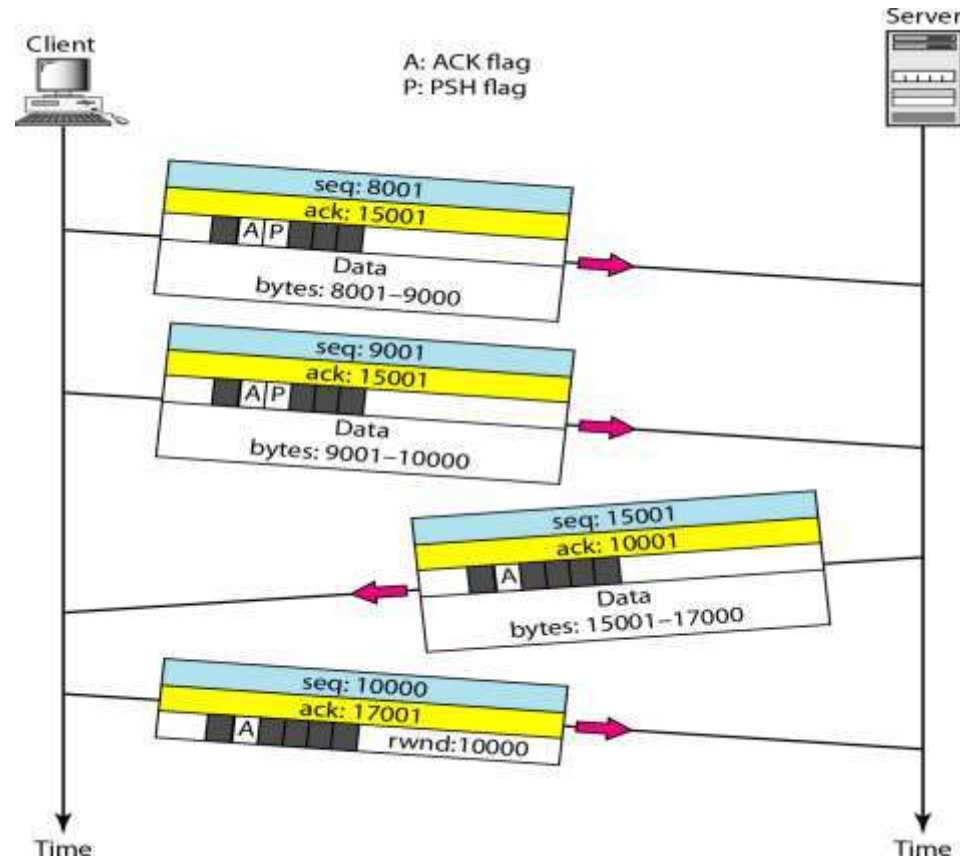 Server
Client
A: ACK flag
P: PSH flag
seq: 8001
ack: 15001
A P
Data
bytes: 8001–9000
seq: 9001
ack: 15001
A P
Data
bytes: 9001–10000
seq: 15001
ack: 10001
A
Data
bytes: 15001–17000
seq: 10000
ack: 17001
A
rwnd:10000
Time
Time